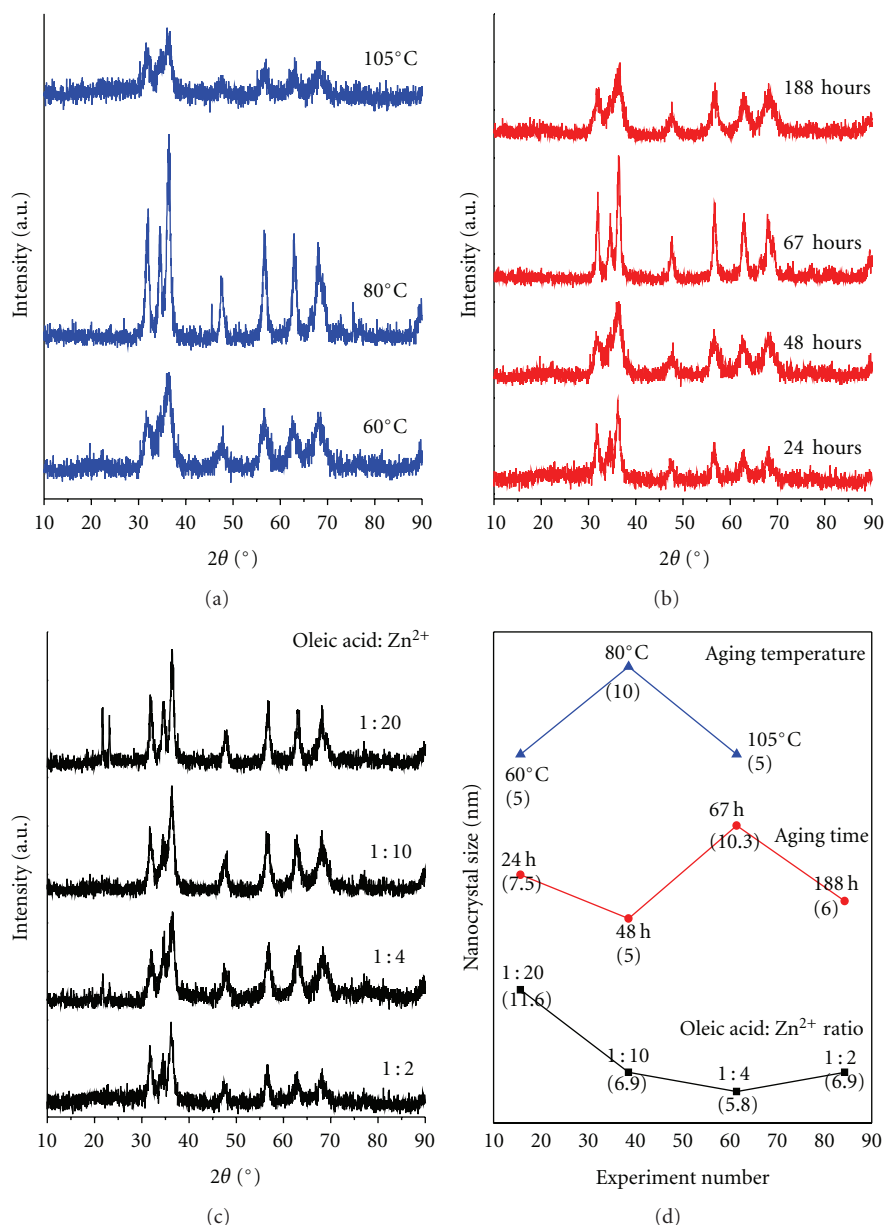 105°C
80°C
60°C
Intensity (a.u.)
10 20 30 40 50 60 70 80 90
2θ (°)
(a)
188 hours
67 hours
48 hours
24 hours
Intensity (a.u.)
10 20 30 40 50 60 70 80 90
2θ (°)
(b)
Oleic acid: Zn²⁺
1 : 20
1 : 10
1 : 4
1 : 2
Intensity (a.u.)
10 20 30 40 50 60 70 80 90
2θ (°)
(c)
80°C
(10)
Aging temperature
60°C
(5)
105°C
(5)
67 h
(10.3)
Aging time
24 h
(7.5)
48 h
(5)
188 h
(6)
1 : 20
(11.6)
Oleic acid: Zn²⁺ ratio
1 : 10
(6.9)
1 : 4
(5.8)
1 : 2
(6.9)
Nanocrystal size (nm)
10 20 30 40 50 60 70 80 90
Experiment number
(d)